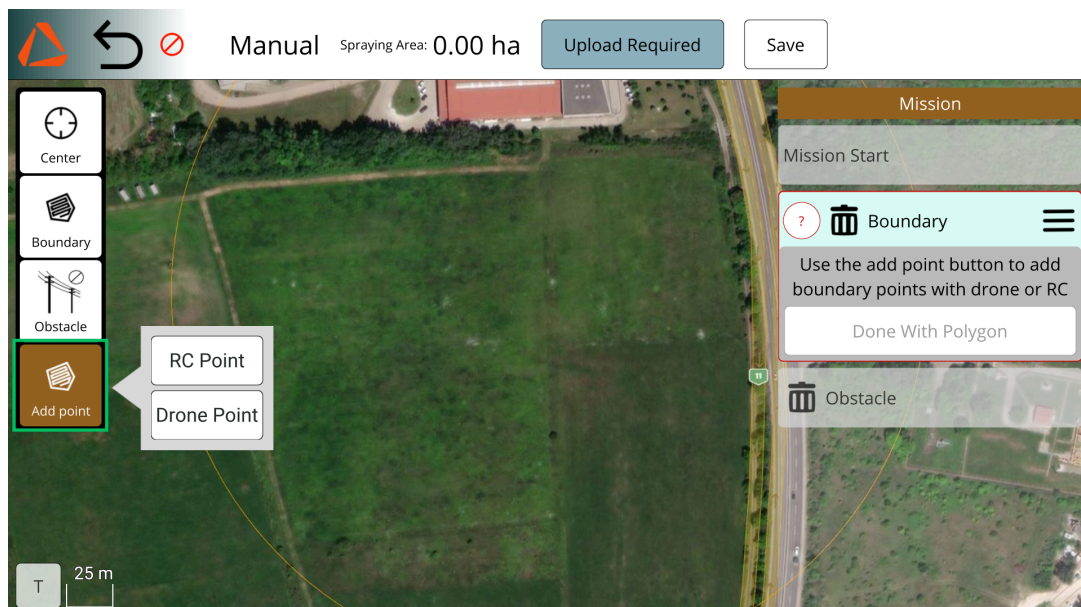 Manual
Spraying Area: 0.00 ha
Upload Required
Save
Center
Boundary
Obstacle
Add point
RC Point
Drone Point
Mission
Mission Start
?
Boundary
Use the add point button to add
boundary points with drone or RC
Done With Polygon
Obstacle
11
T
25 m